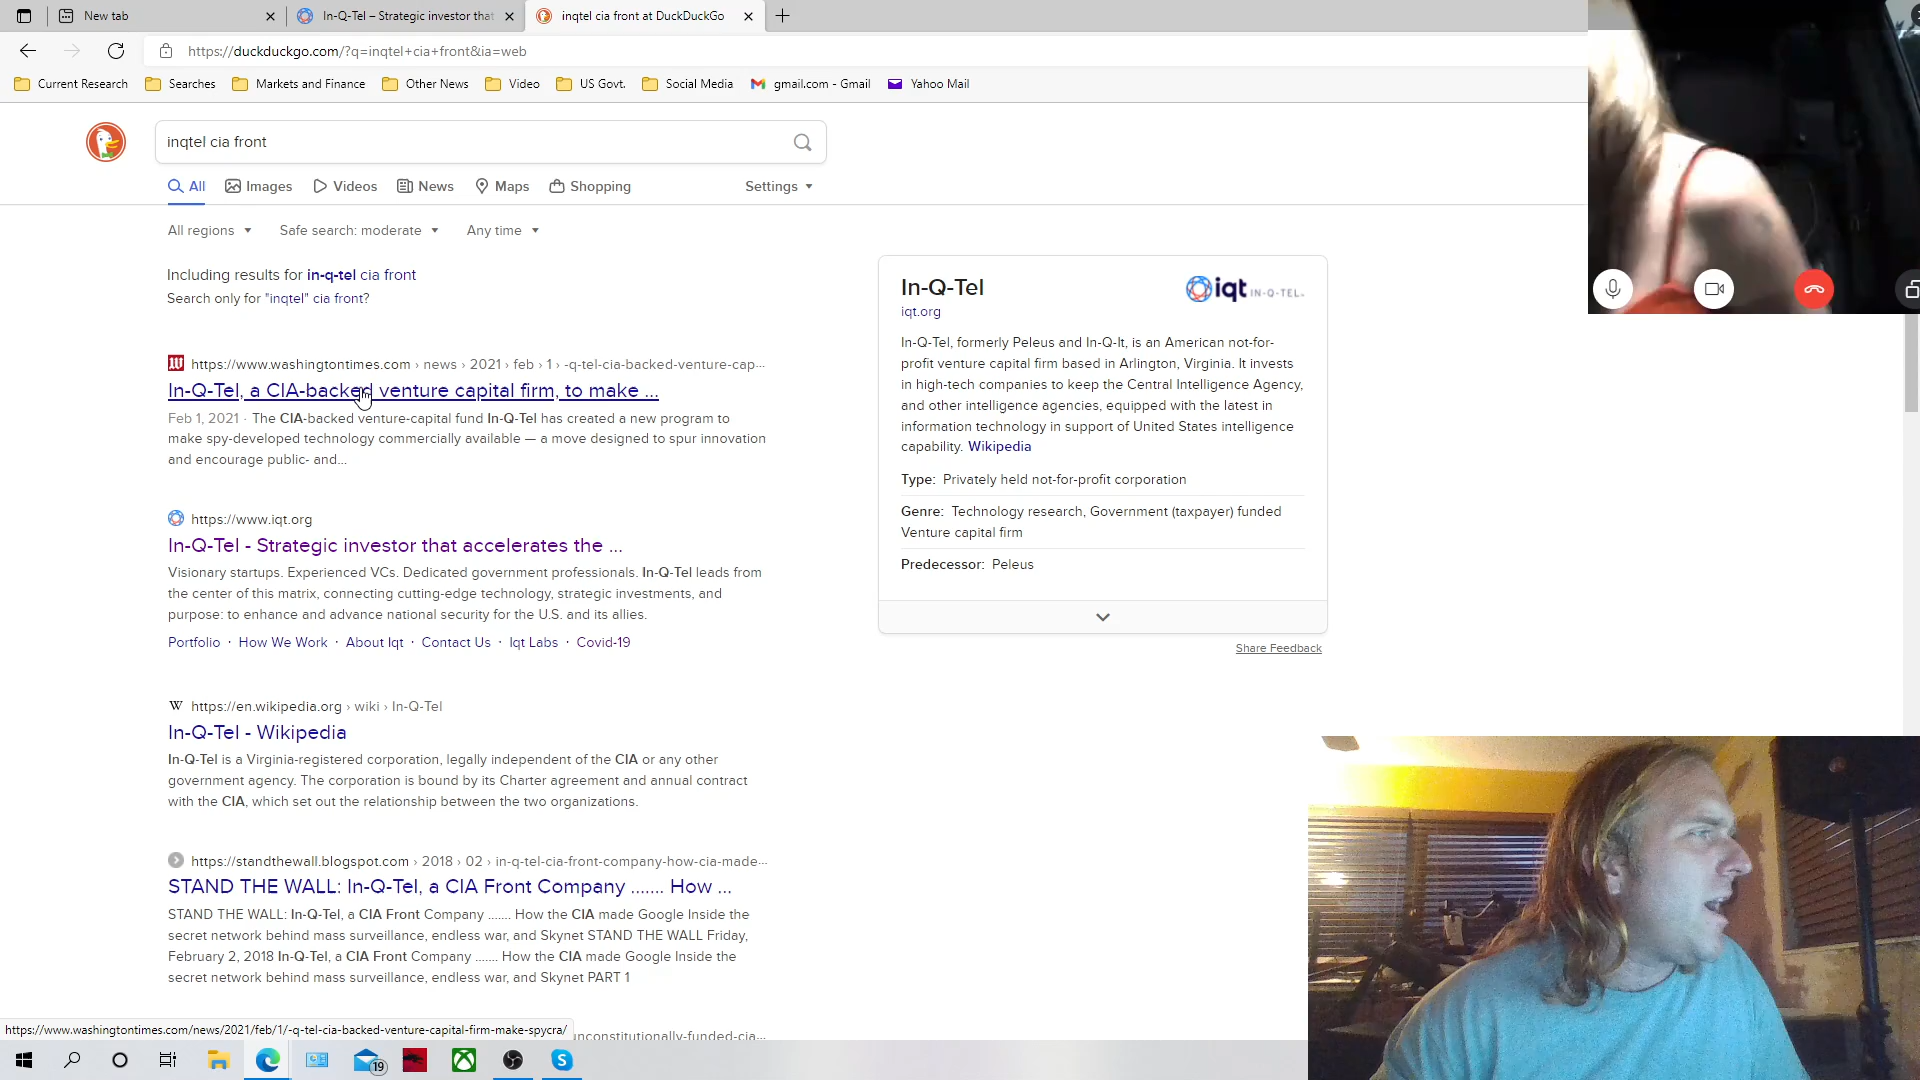 New tab
In-Q-Tel – Strategic investor that
inqtel cia front at DuckDuckGo
https://duckduckgo.com/?q=inqtel+cia+front&ia=web
Current Research
Searches
Markets and Finance
Other News
Video
US Govt.
Social Media
gmail.com - Gmail
Yahoo Mail
inqtel cia front
All
Images
Videos
News
Maps
Shopping
Settings
All regions
Safe search: moderate
Any time
Including results for in-q-tel cia front
Search only for "inqtel" cia front?
https://www.washingtontimes.com › news › 2021 › feb › 1 › -q-tel-cia-backed-venture-cap...
In-Q-Tel, a CIA-backed venture capital firm, to make ...
Feb 1, 2021 · The CIA-backed venture-capital fund In-Q-Tel has created a new program to
make spy-developed technology commercially available — a move designed to spur innovation
and encourage public- and...
https://www.iqt.org
In-Q-Tel - Strategic investor that accelerates the ...
Visionary startups. Experienced VCs. Dedicated government professionals. In-Q-Tel leads from
the center of this matrix, connecting cutting-edge technology, strategic investments, and
purpose: to enhance and advance national security for the U.S. and its allies.
Portfolio · How We Work · About Iqt · Contact Us · Iqt Labs · Covid-19
W https://en.wikipedia.org › wiki › In-Q-Tel
In-Q-Tel - Wikipedia
In-Q-Tel is a Virginia-registered corporation, legally independent of the CIA or any other
government agency. The corporation is bound by its Charter agreement and annual contract
with the CIA, which set out the relationship between the two organizations.
https://standthewall.blogspot.com › 2018 › 02 › in-q-tel-cia-front-company-how-cia-made...
STAND THE WALL: In-Q-Tel, a CIA Front Company ....... How ...
STAND THE WALL: In-Q-Tel, a CIA Front Company ....... How the CIA made Google Inside the
secret network behind mass surveillance, endless war, and Skynet STAND THE WALL Friday,
February 2, 2018 In-Q-Tel, a CIA Front Company ....... How the CIA made Google Inside the
secret network behind mass surveillance, endless war, and Skynet PART 1
https://www.washingtontimes.com/news/2021/feb/1/-q-tel-cia-backed-venture-capital-firm-make-spycra/
unconstitutionally-funded-cia...
In-Q-Tel
iqt IN-Q-TEL
iqt.org
In-Q-Tel, formerly Peleus and In-Q-It, is an American not-for-
profit venture capital firm based in Arlington, Virginia. It invests
in high-tech companies to keep the Central Intelligence Agency,
and other intelligence agencies, equipped with the latest in
information technology in support of United States intelligence
capability. Wikipedia
Type: Privately held not-for-profit corporation
Genre: Technology research, Government (taxpayer) funded
Venture capital firm
Predecessor: Peleus
Share Feedback
19